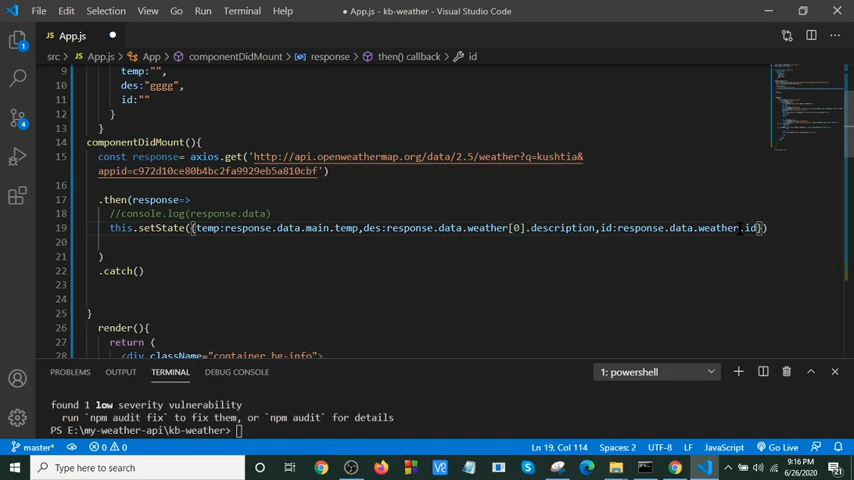 File Edit Selection View Go Run Terminal Help
● App.js - kb-weather - Visual Studio Code
App.js ●
src > App.js > App > componentDidMount > response > then() callback > id
9 temp:"",
10 des:"gggg",
11 id:""
12 }
13 }
14 componentDidMount(){
15 const response= axios.get('http://api.openweathermap.org/data/2.5/weather?q=kushtia&
appid=c972d10ce80b4bc2fa9929eb5a810cbf')
16
17 .then(response=>
18 //console.log(response.data)
19 this.setState({temp:response.data.main.temp,des:response.data.weather[0].description,id:response.data.weather.id})
20
21 )
22 .catch()
23
24
25 }
26 render(){
27 return (
28 <div className="container bg-info">
PROBLEMS OUTPUT TERMINAL DEBUG CONSOLE
1: powershell
found 1 low severity vulnerability
run `npm audit fix` to fix them, or `npm audit` for details
PS E:\my-weather-api\kb-weather>
master* 0 0 Ln 19, Col 114 Spaces: 2 UTF-8 LF JavaScript Go Live
Type here to search
9:16 PM
6/26/2020
21